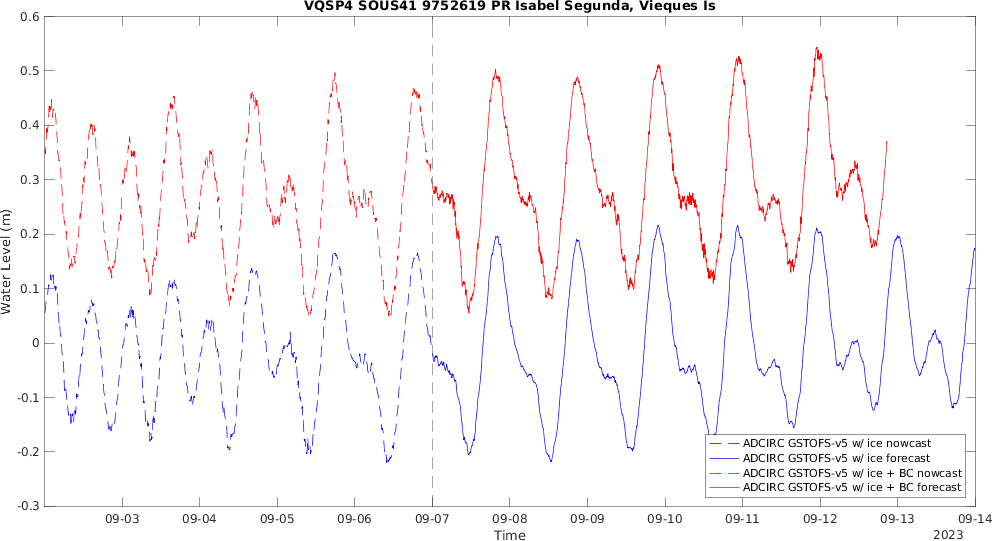 VQSP4 SOUS41 9752619 PR Isabel Segunda, Vieques Is
0.6
0.5
0.4
0.3
0.2
0.1
0
-0.1
-0.2
-0.3
Water Level (m)
ADCIRC GSTOFS-v5 w/ ice nowcast
ADCIRC GSTOFS-v5 w/ ice forecast
ADCIRC GSTOFS-v5 w/ ice + BC nowcast
ADCIRC GSTOFS-v5 w/ ice + BC forecast
09-03 09-04 09-05 09-06 09-07 09-08 09-09 09-10 09-11 09-12 09-13 09-14
Time
2023